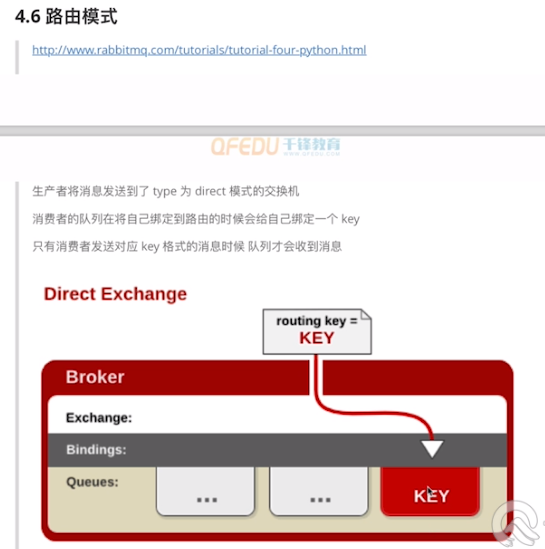 4.6 路由模式
http://www.rabbitmq.com/tutorials/tutorial-four-python.html
QFEDU 千锋教育
WWW.QFEDU.COM
生产者将消息发送到了 type 为 direct 模式的交换机
消费者的队列在将自己绑定到路由的时候会给自己绑定一个 key
只有消费者发送对应 key 格式的消息时候 队列才会收到消息
Direct Exchange
routing key =
KEY
Broker
Exchange:
Bindings:
Queues:
...
...
KEY